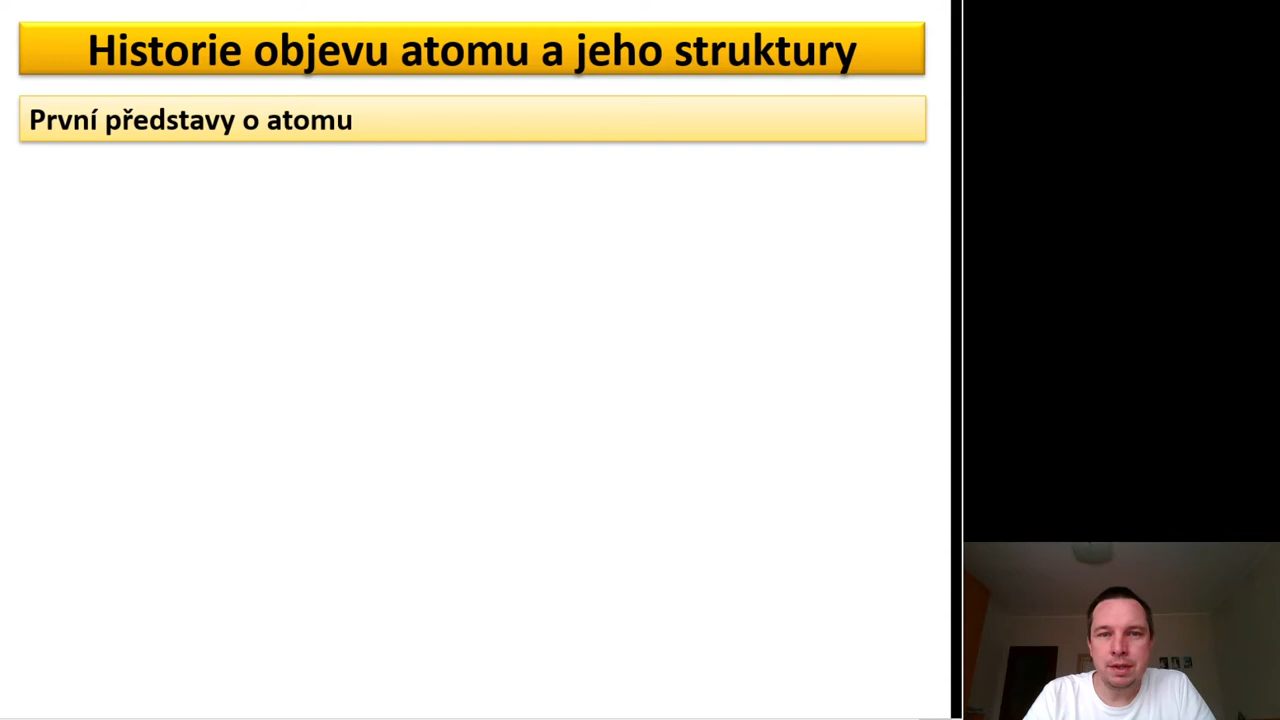 Historie objevu atomu a jeho struktury
První představy o atomu